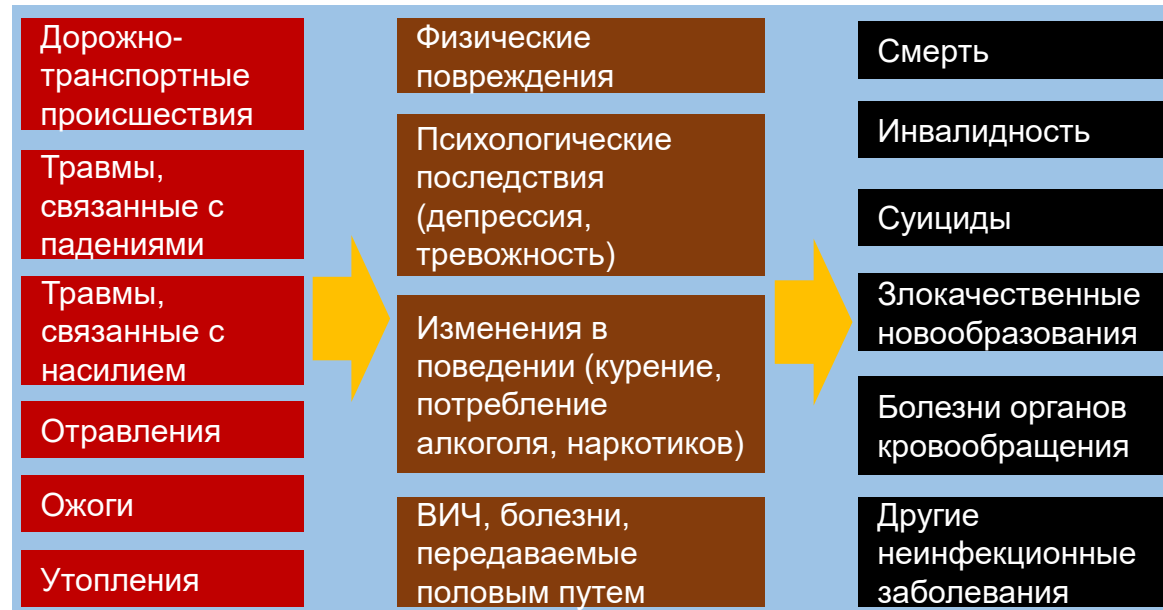 Дорожно-
транспортные
происшествия
Травмы,
связанные с
падениями
Травмы,
связанные с
насилием
Отравления
Ожоги
Утопления
Физические
повреждения
Психологические
последствия
(депрессия,
тревожность)
Изменения в
поведении (курение,
потребление
алкоголя, наркотиков)
ВИЧ, болезни,
передаваемые
половым путем
Смерть
Инвалидность
Суициды
Злокачественные
новообразования
Болезни органов
кровообращения
Другие
неинфекционные
заболевания